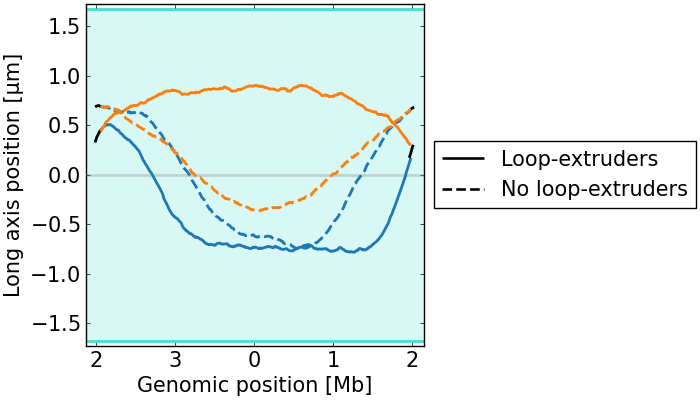 1.5
1.0
0.5
0.0
−0.5
−1.0
−1.5
Long axis position [μm]
2 3 0 1 2
Genomic position [Mb]
Loop-extruders
No loop-extruders